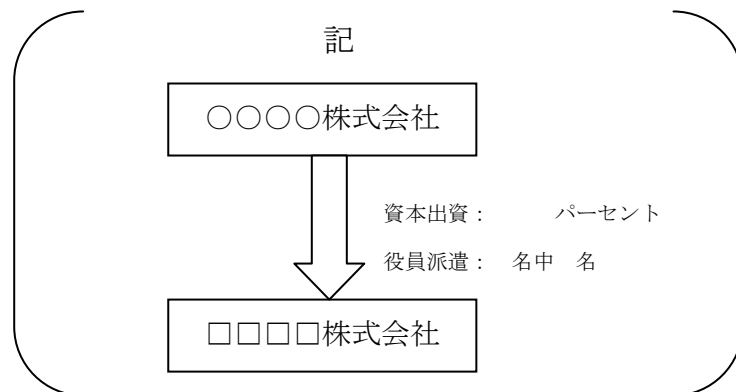 記
○○○○株式会社
資本出資：　　　パーセント
役員派遣：　名中　名
□□□□株式会社